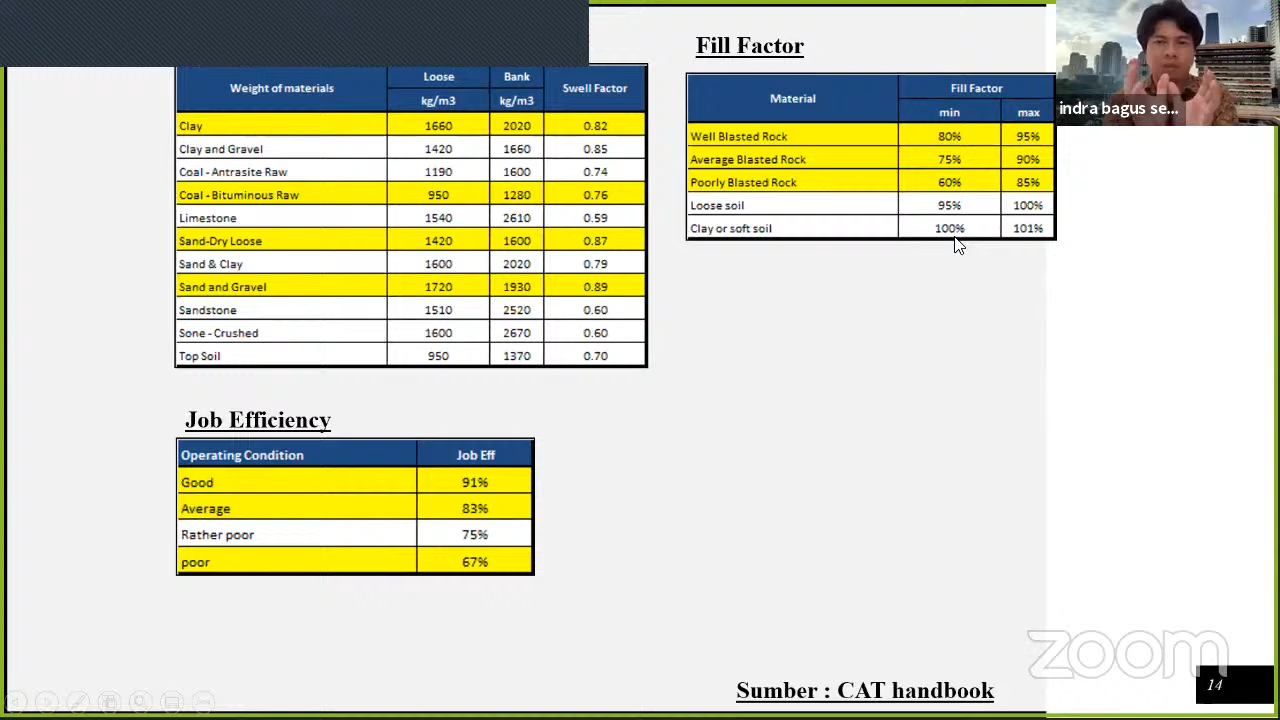 Weight of materials Loose Bank Swell Factor
kg/m3 kg/m3
Clay 1660 2020 0.82
Clay and Gravel 1420 1660 0.85
Coal - Antrasite Raw 1190 1600 0.74
Coal - Bituminous Raw 950 1280 0.76
Limestone 1540 2610 0.59
Sand-Dry Loose 1420 1600 0.87
Sand & Clay 1600 2020 0.79
Sand and Gravel 1720 1930 0.89
Sandstone 1510 2520 0.60
Sone - Crushed 1600 2670 0.60
Top Soil 950 1370 0.70
Fill Factor
Material Fill Factor
min max
Well Blasted Rock 80% 95%
Average Blasted Rock 75% 90%
Poorly Blasted Rock 60% 85%
Loose soil 95% 100%
Clay or soft soil 100% 101%
indra bagus se...
Job Efficiency
Operating Condition Job Eff
Good 91%
Average 83%
Rather poor 75%
poor 67%
zoom
Sumber : CAT handbook
14